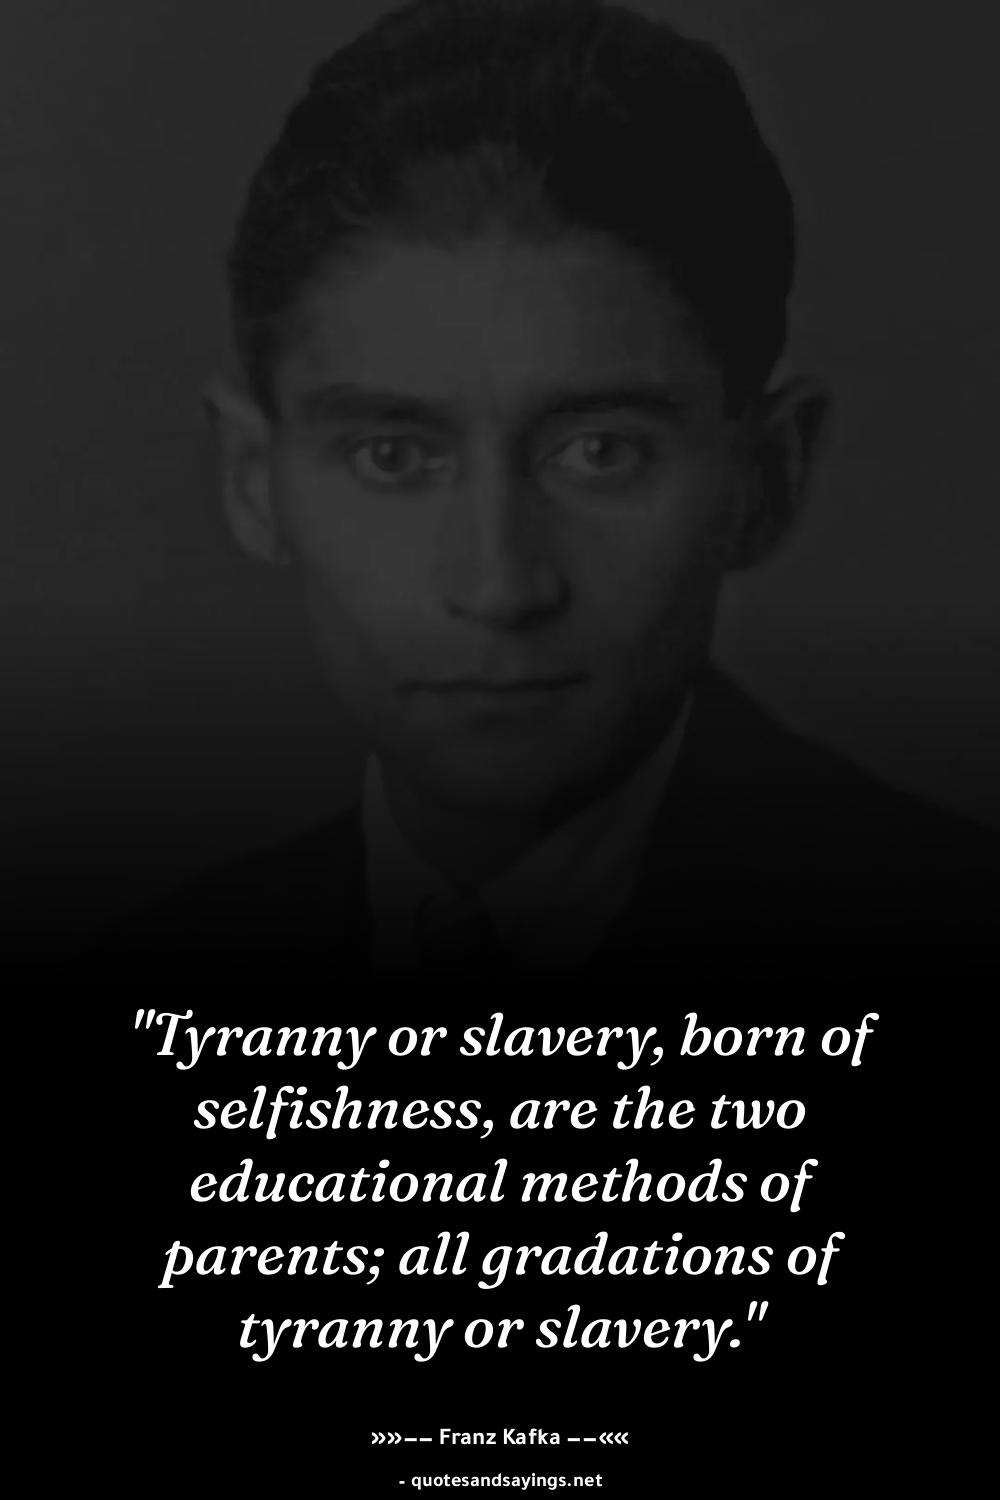 "Tyranny or slavery, born of
selfishness, are the two
educational methods of
parents; all gradations of
tyranny or slavery."
»»–– Franz Kafka ––««
- quotesandsayings.net